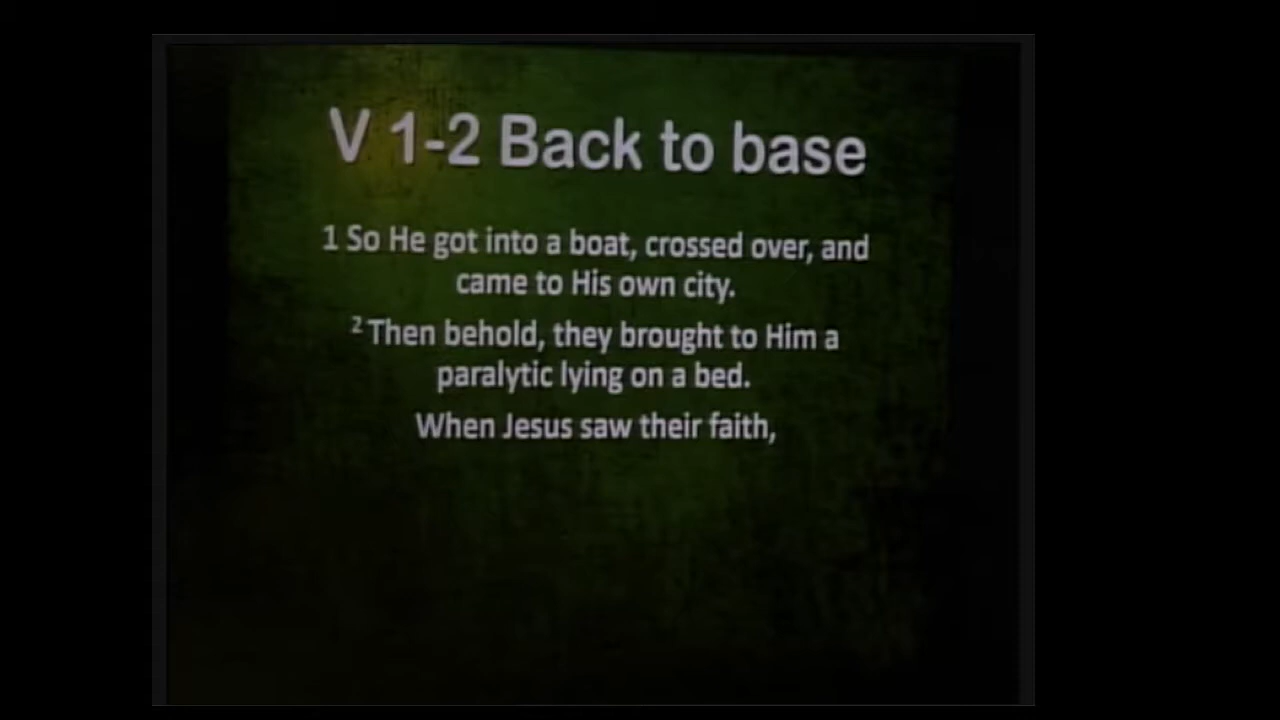 V 1-2 Back to base
1 So He got into a boat, crossed over, and
came to His own city.
2 Then behold, they brought to Him a
paralytic lying on a bed.
When Jesus saw their faith,